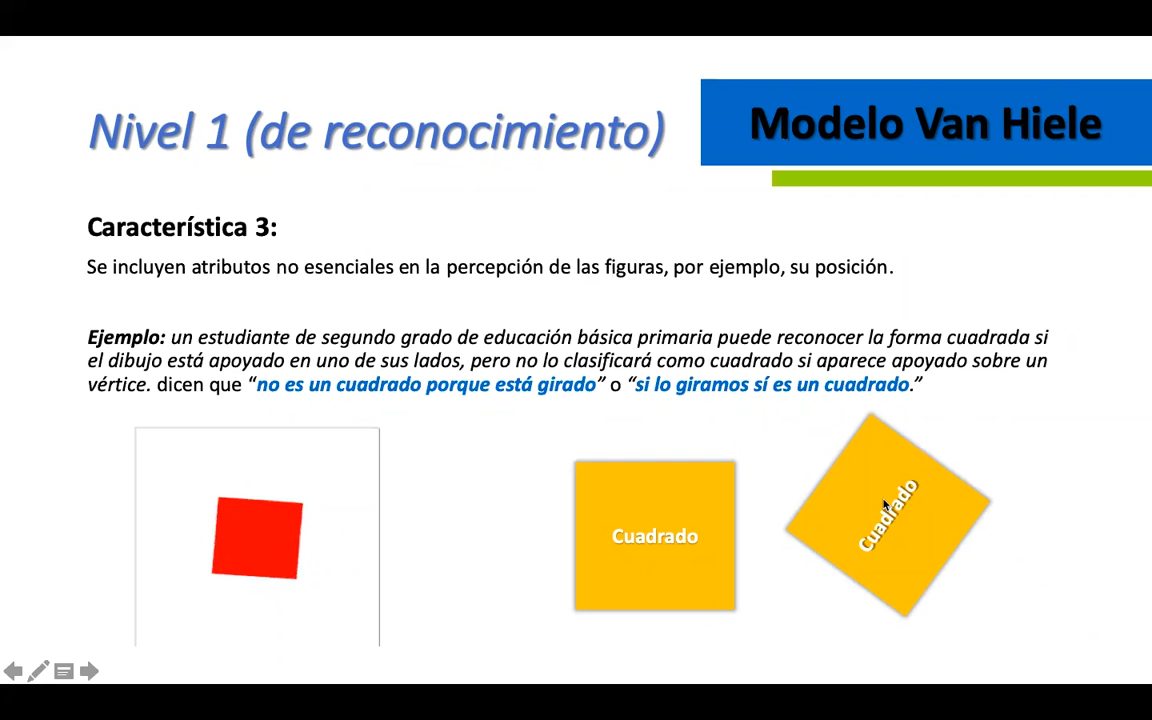 Nivel 1 (de reconocimiento)
Modelo Van Hiele
Característica 3:
Se incluyen atributos no esenciales en la percepción de las figuras, por ejemplo, su posición.
Ejemplo: un estudiante de segundo grado de educación básica primaria puede reconocer la forma cuadrada si
el dibujo está apoyado en uno de sus lados, pero no lo clasificará como cuadrado si aparece apoyado sobre un
vértice. dicen que “no es un cuadrado porque está girado” o “si lo giramos sí es un cuadrado.”
Cuadrado
Cuadrado